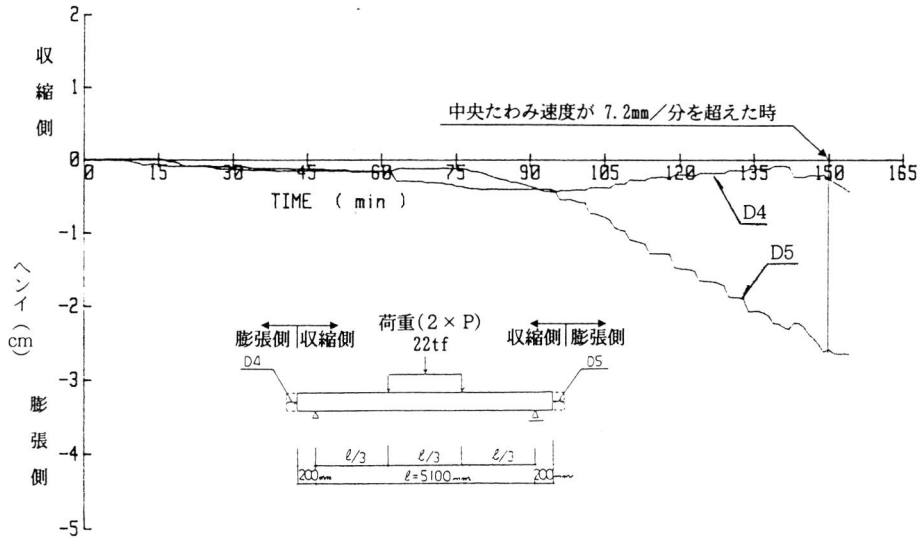 2
収縮側
1
中央たわみ速度が 7.2mm/分を超えた時
0
0 15 30 45 60 75 90 105 120 135 150 165
TIME ( min )
D4
-1
D5
ヘンイ(cm)
-2
荷重(2 × P)
22tf
膨張側 収縮側
収縮側 膨張側
D4
D5
-3
膨張側
ℓ/3 ℓ/3 ℓ/3
-4
200mm ℓ=5100mm 200mm
-5